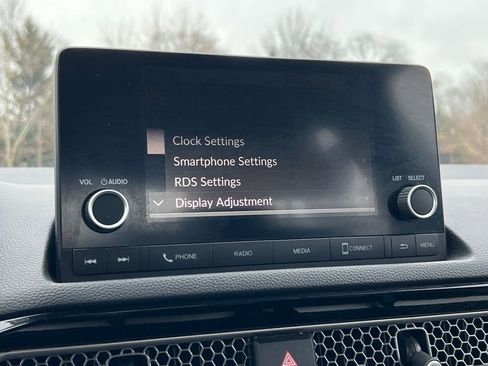 Clock Settings
Smartphone Settings
RDS Settings
Display Adjustment
VOL AUDIO
LIST SELECT
PHONE RADIO MEDIA CONNECT MENU